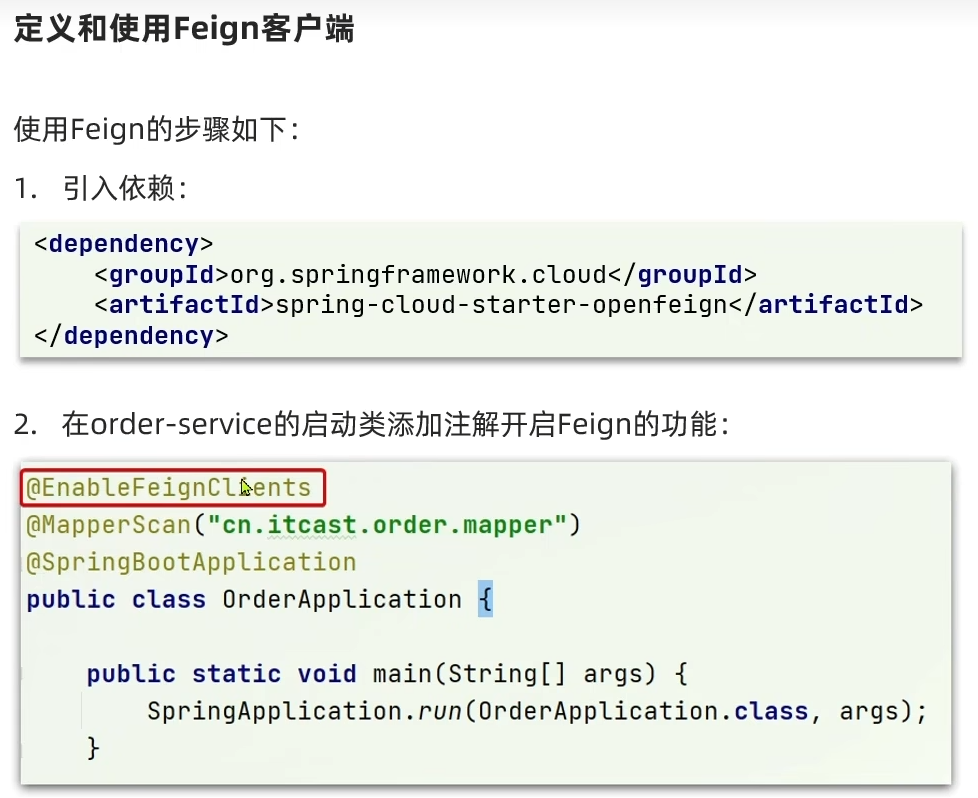 定义和使用Feign客户端
使用Feign的步骤如下：
1. 引入依赖：
<dependency>
    <groupId>org.springframework.cloud</groupId>
    <artifactId>spring-cloud-starter-openfeign</artifactId>
</dependency>
2. 在order-service的启动类添加注解开启Feign的功能：
@EnableFeignClients
@MapperScan("cn.itcast.order.mapper")
@SpringBootApplication
public class OrderApplication {
    public static void main(String[] args) {
        SpringApplication.run(OrderApplication.class, args);
    }